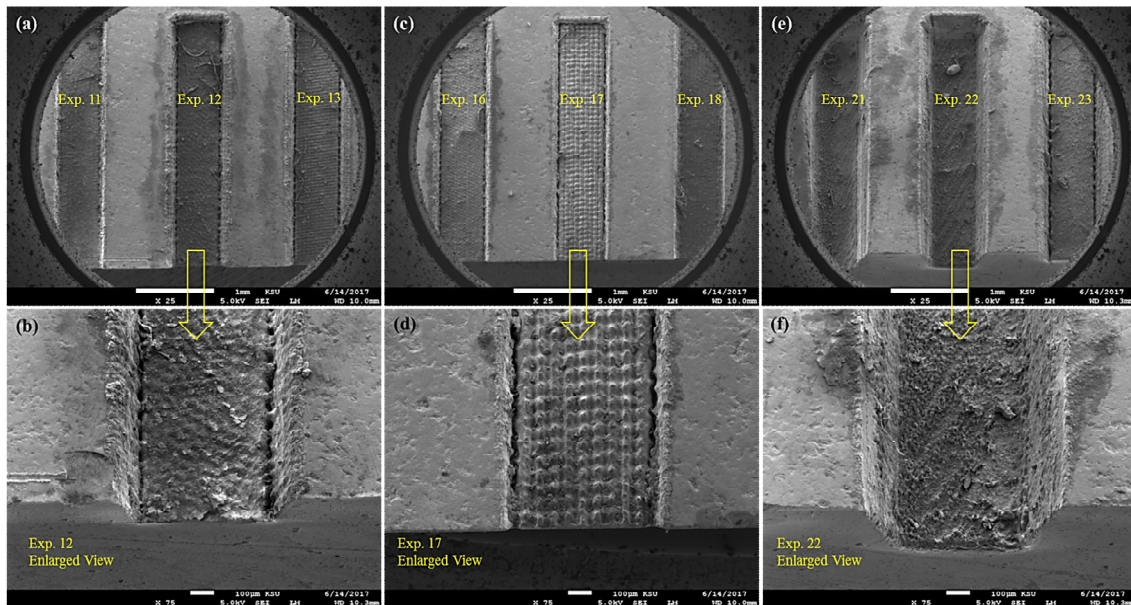 (a)
Exp. 11
Exp. 12
Exp. 13
1mm KSU 6/14/2017
X 25 5.0kV SEI LM WD 10.0mm
(c)
Exp. 16
Exp. 17
Exp. 18
1mm KSU 6/14/2017
X 25 5.0kV SEI LM WD 10.0mm
(e)
Exp. 21
Exp. 22
Exp. 23
1mm KSU 6/14/2017
X 25 5.0kV SEI LM WD 10.3mm
(b)
Exp. 12
Enlarged View
100μm KSU 6/14/2017
X 75 5.0kV SEI LM WD 10.3mm
(d)
Exp. 17
Enlarged View
100μm KSU 6/14/2017
X 75 5.0kV SEI LM WD 10.0mm
(f)
Exp. 22
Enlarged View
100μm KSU 6/14/2017
X 75 5.0kV SEI LM WD 10.3mm